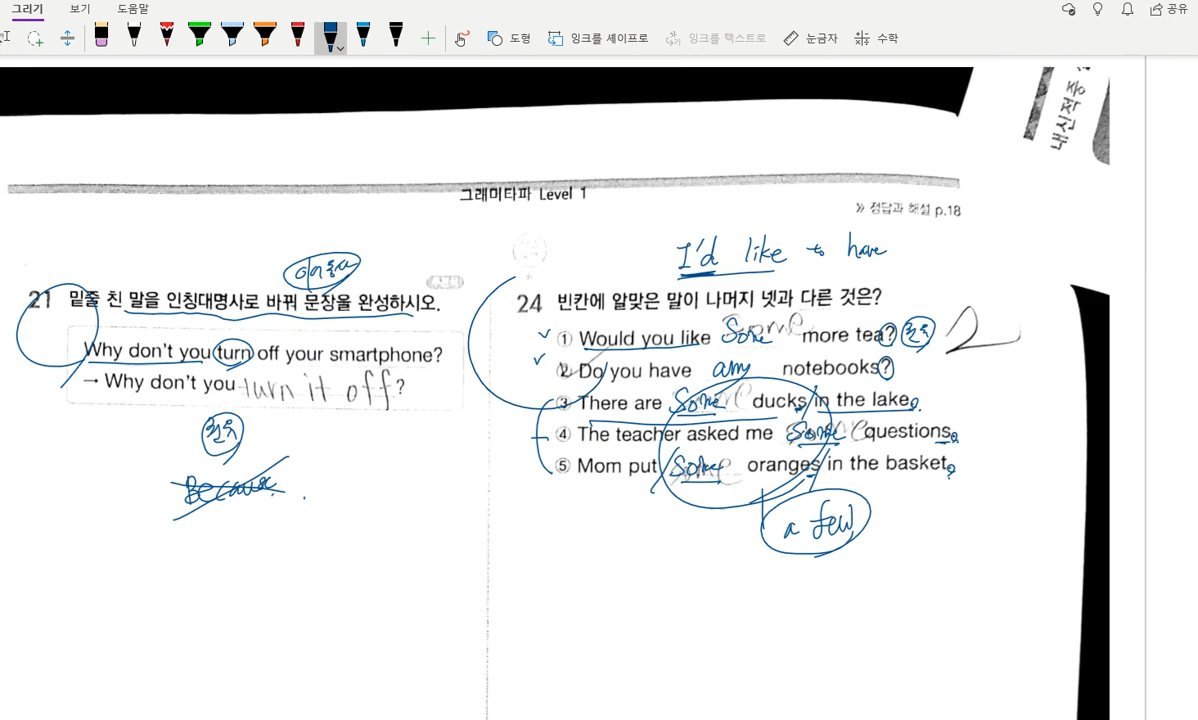 그리기 보기 도움말 공유
도형 잉크를 셰이프로 잉크를 텍스트로 눈금자 수학
내신적중
그래머타파 Level 1
» 정답과 해설 p.18
I'd like to have
21 밑줄 친 말을 인칭대명사로 바꿔 문장을 완성하시오.
Why don't you turn off your smartphone?
→ Why don't you turn it off?
Because.
24 빈칸에 알맞은 말이 나머지 넷과 다른 것은?
① Would you like some more tea? 권유 2
② Do you have any notebooks?
③ There are some ducks in the lake.
④ The teacher asked me some questions.
⑤ Mom put some oranges in the basket.
a few